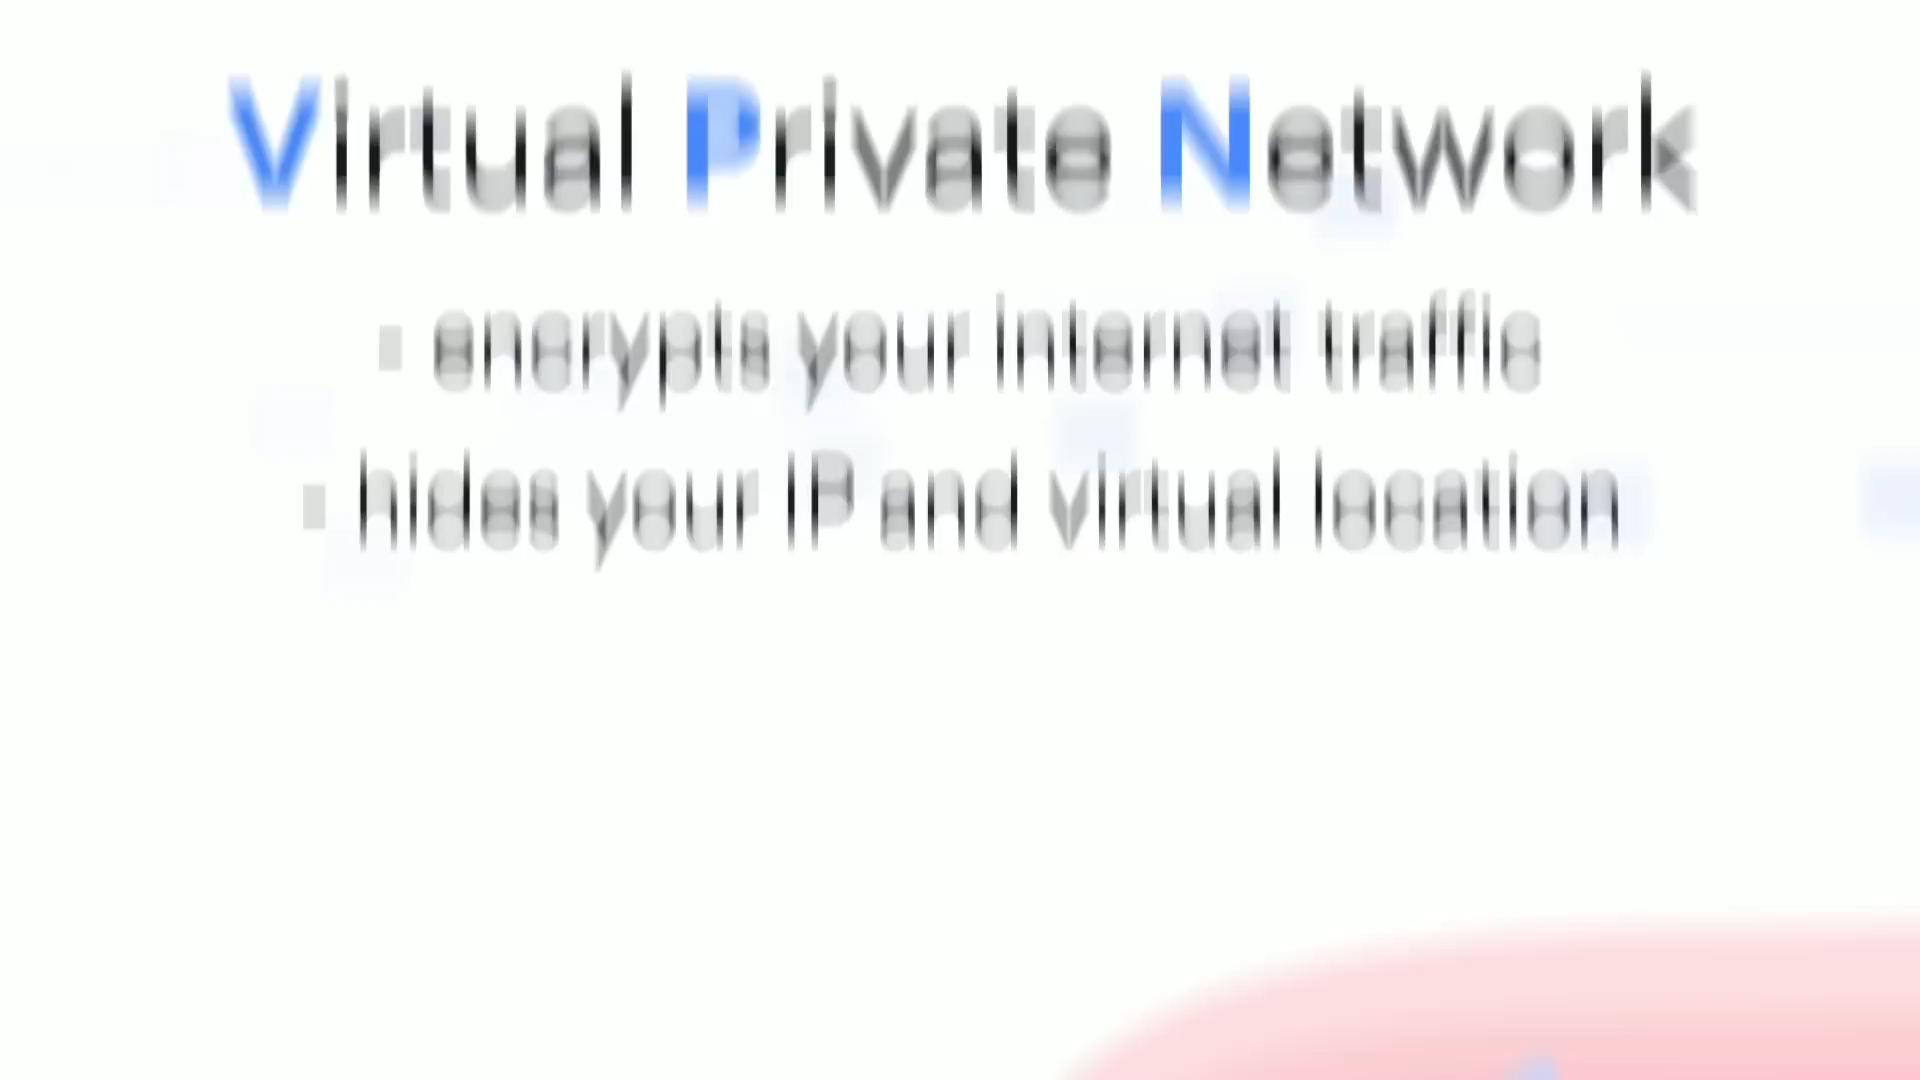 Virtual Private Network
- encrypts your internet traffic
- hides your IP and virtual location